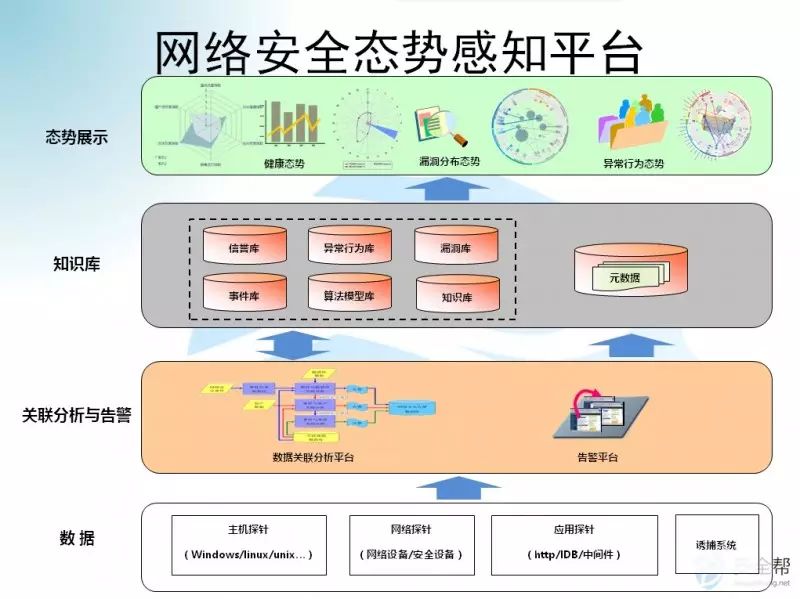 网络安全态势感知平台
态势展示
健康态势
漏洞分布态势
异常行为态势
知识库
信誉库
异常行为库
漏洞库
事件库
算法模型库
知识库
元数据
关联分析与告警
数据关联分析平台
告警平台
数 据
主机探针
（Windows/linux/unix...）
网络探针
（网络设备/安全设备）
应用探针
（http/IDB/中间件）
诱捕系统